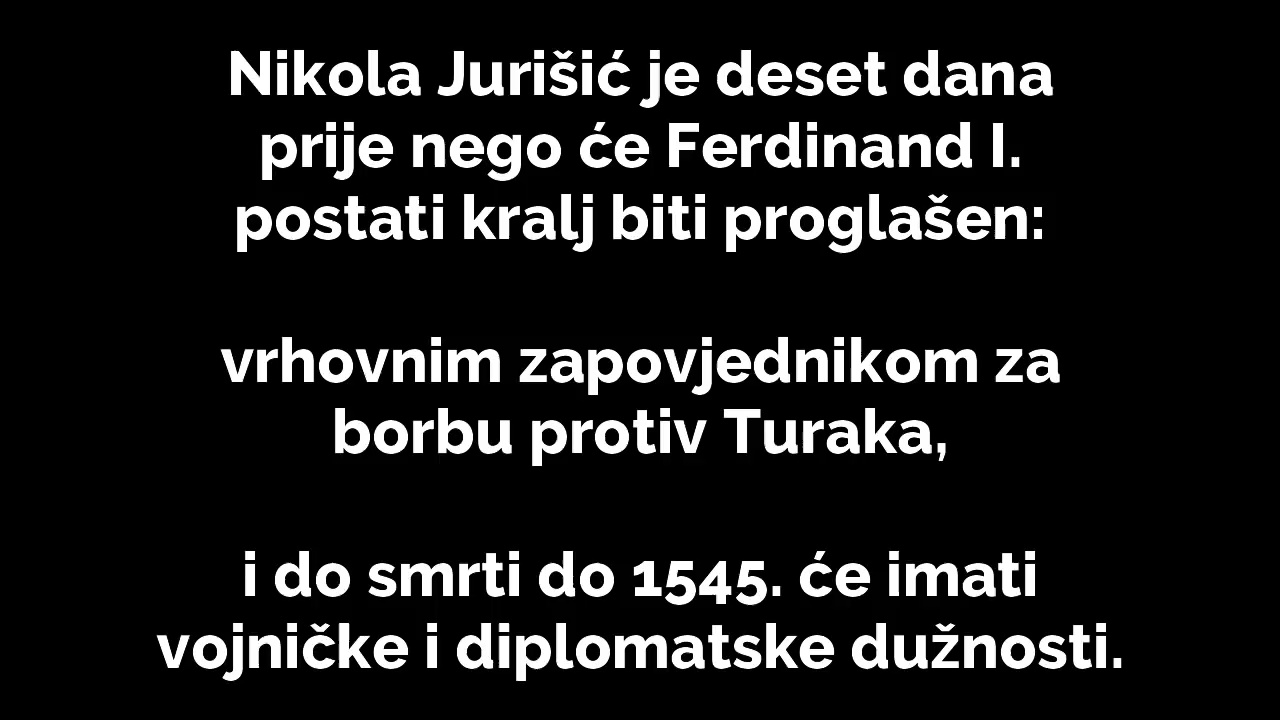 Nikola Jurišić je deset dana
prije nego će Ferdinand I.
postati kralj biti proglašen:
vrhovnim zapovjednikom za
borbu protiv Turaka,
i do smrti do 1545. će imati
vojničke i diplomatske dužnosti.